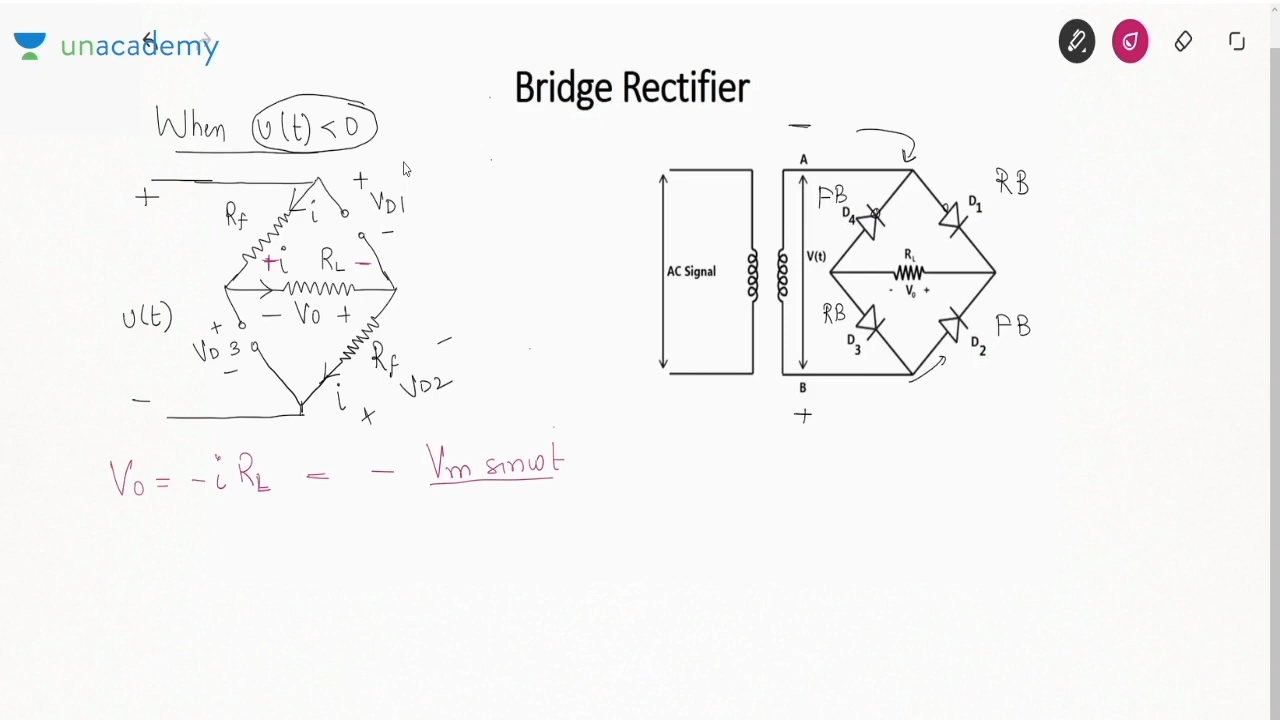 unacademy
Bridge Rectifier
When v(t) < 0
+
+
VD1
-
Rf
i
+i RL -
- V0 +
v(t)
+
VD3
-
Rf
-
VD2
i
+
-
V0 = - i RL = - Vm sinωt
-
A
RB
FB
D4
D1
AC Signal
V(t)
RL
- V0 +
RB
FB
D3
D2
B
+